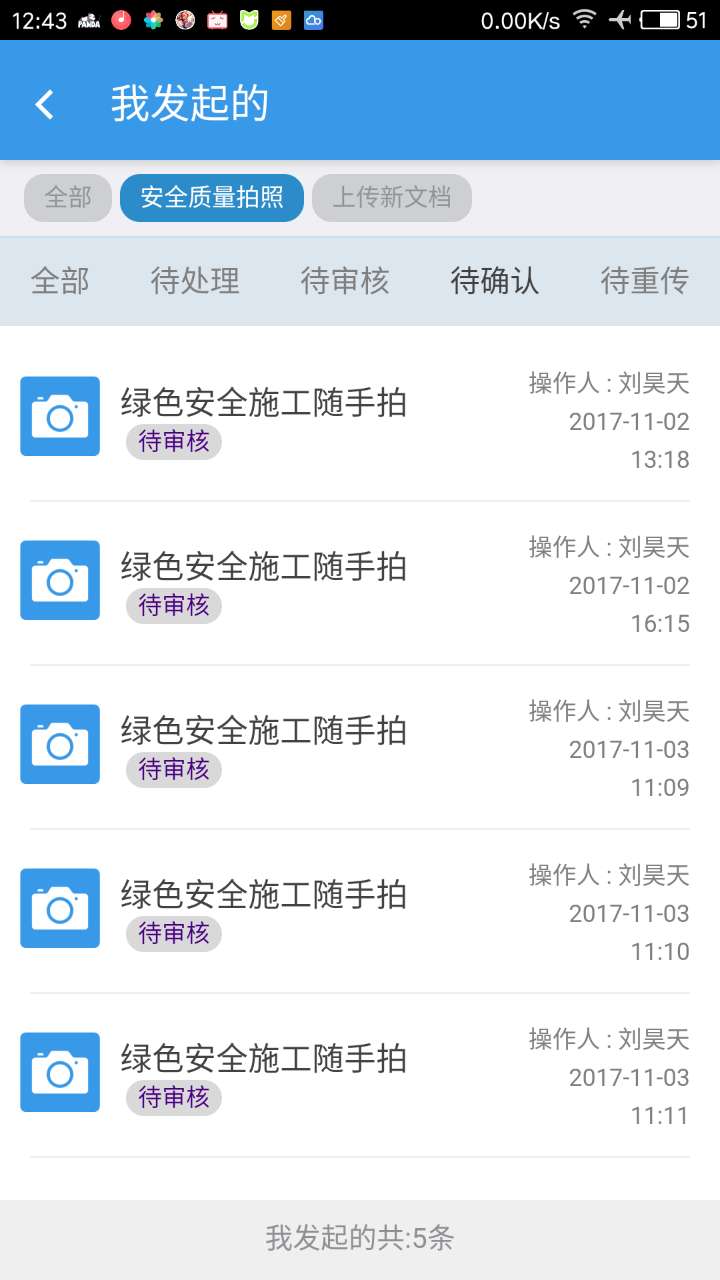 12:43 PANDA 0.00K/s 51
我发起的
全部 安全质量拍照 上传新文档
全部 待处理 待审核 待确认 待重传
绿色安全施工随手拍
待审核
操作人 : 刘昊天
2017-11-02
13:18
绿色安全施工随手拍
待审核
操作人 : 刘昊天
2017-11-02
16:15
绿色安全施工随手拍
待审核
操作人 : 刘昊天
2017-11-03
11:09
绿色安全施工随手拍
待审核
操作人 : 刘昊天
2017-11-03
11:10
绿色安全施工随手拍
待审核
操作人 : 刘昊天
2017-11-03
11:11
我发起的共:5条